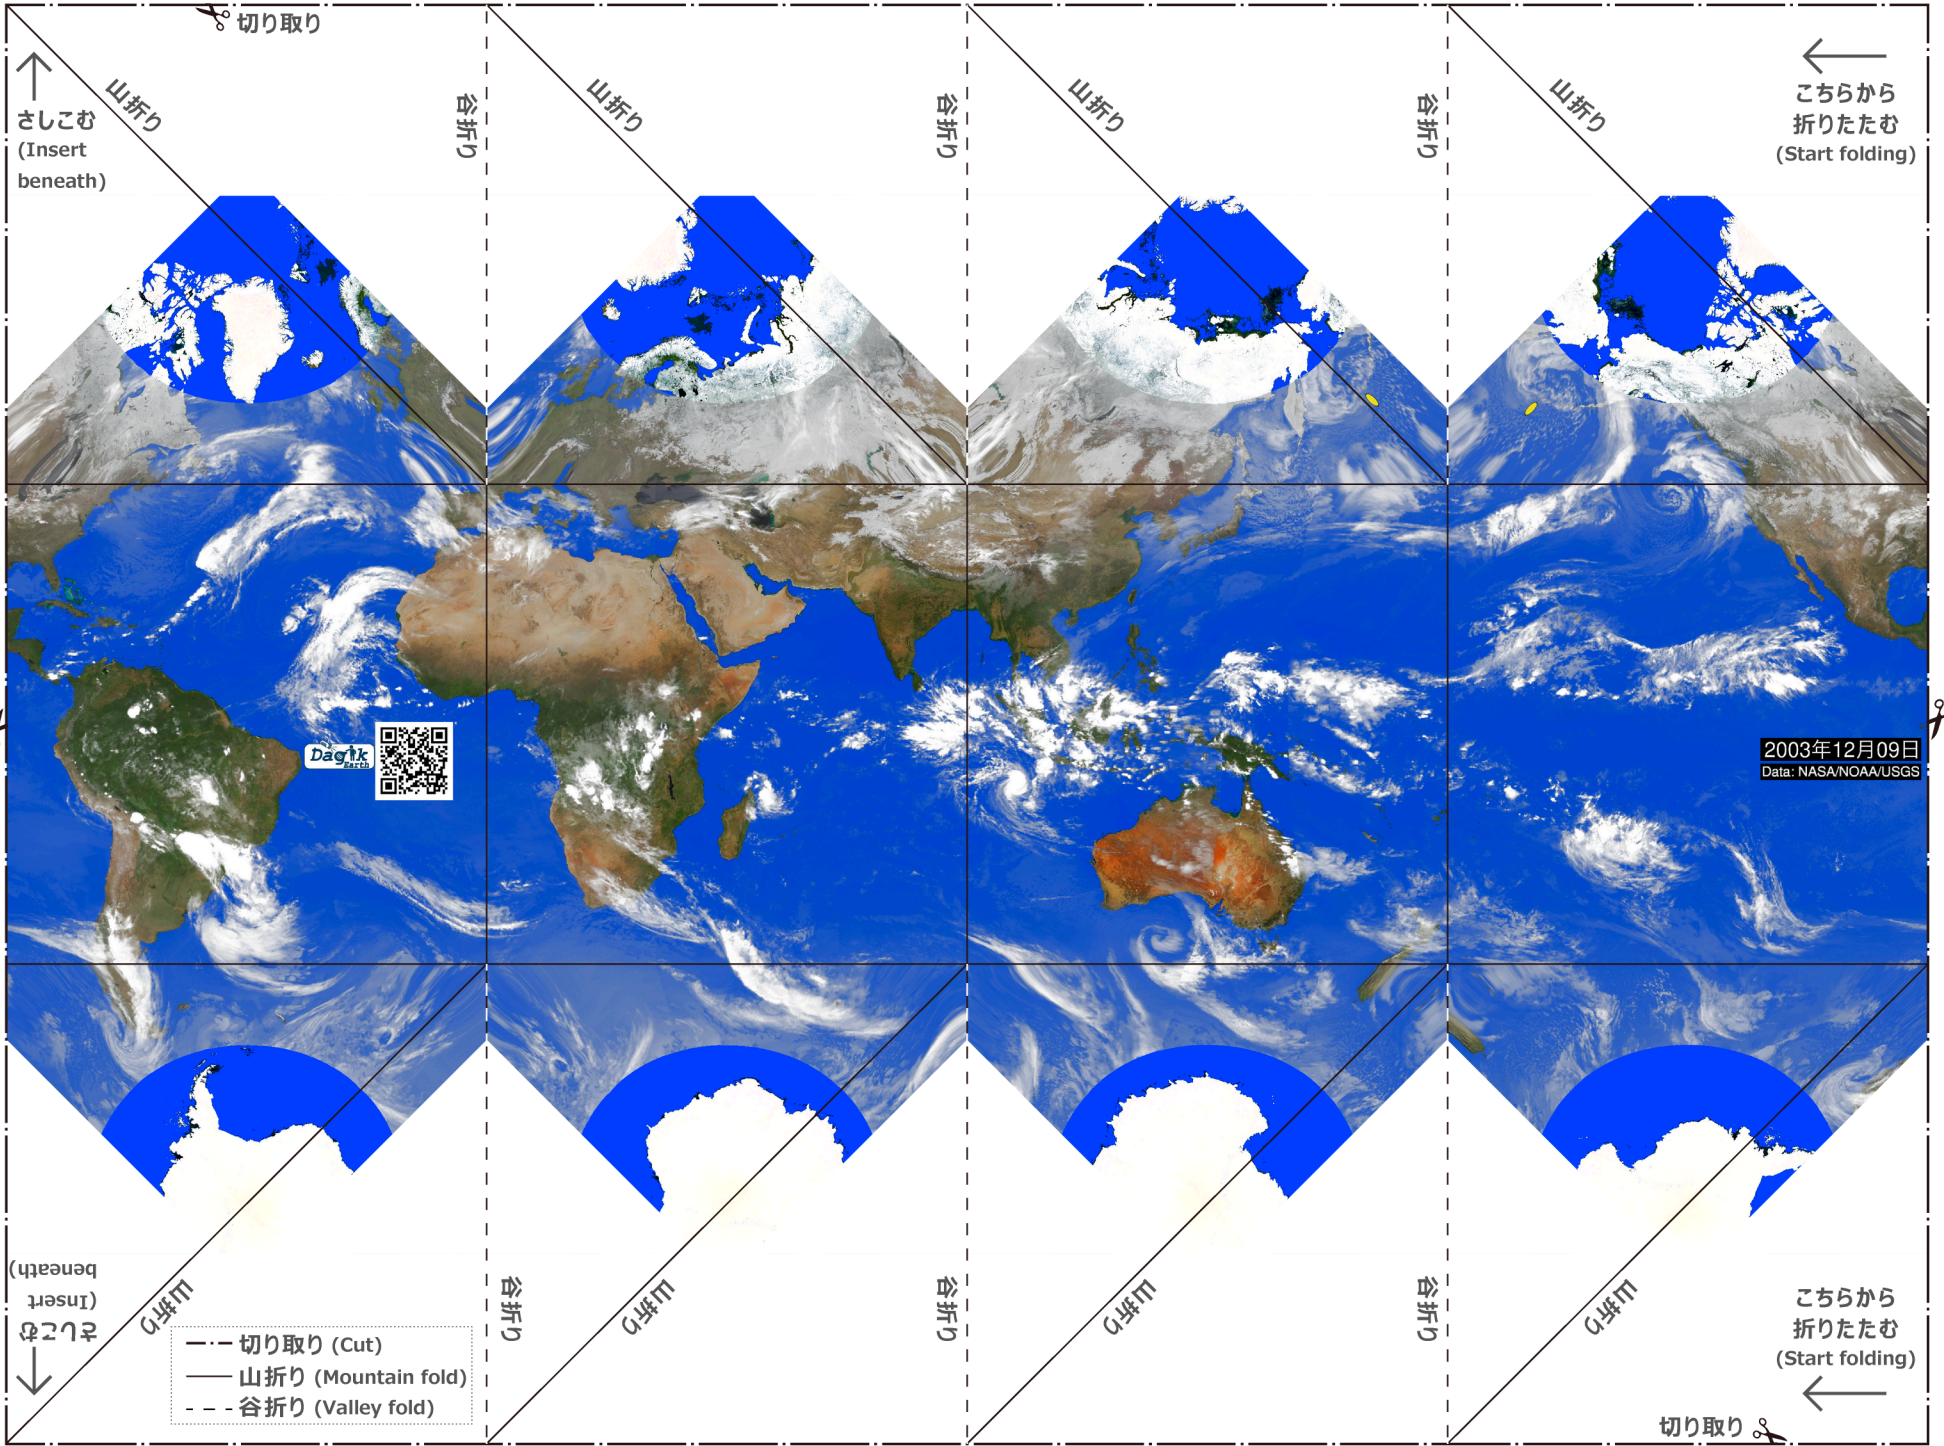 切り取り
山折り
谷折り
山折り
谷折り
山折り
谷折り
山折り
さしこむ
(Insert
beneath)
こちらから
折りたたむ
(Start folding)
Dagik
Earth
2003年12月09日
Data: NASA/NOAA/USGS
さしこむ
(Insert
beneath)
山折り
谷折り
山折り
谷折り
山折り
谷折り
山折り
こちらから
折りたたむ
(Start folding)
切り取り (Cut)
山折り (Mountain fold)
谷折り (Valley fold)
切り取り